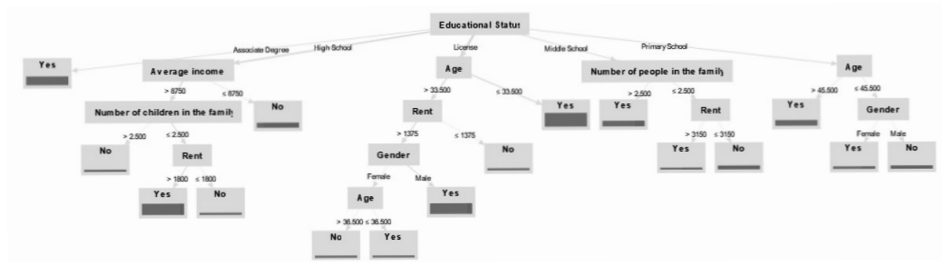 Educational Status
Associate Degree
High School
License
Middle School
Primary School
Yes
Average income
Age
Number of people in the family
Age
> 6750
≤ 6750
> 33.500
≤ 33.500
> 2.500
≤ 2.500
> 45.500
≤ 45.500
Number of children in the family
No
Rent
Yes
Yes
Rent
Yes
Gender
> 2.500
≤ 2.500
> 1375
≤ 1375
> 3150
≤ 3150
Female
Male
No
Rent
Gender
No
Yes
No
Yes
No
> 1800
≤ 1800
Female
Male
Yes
No
Age
Yes
> 36.500
≤ 36.500
No
Yes